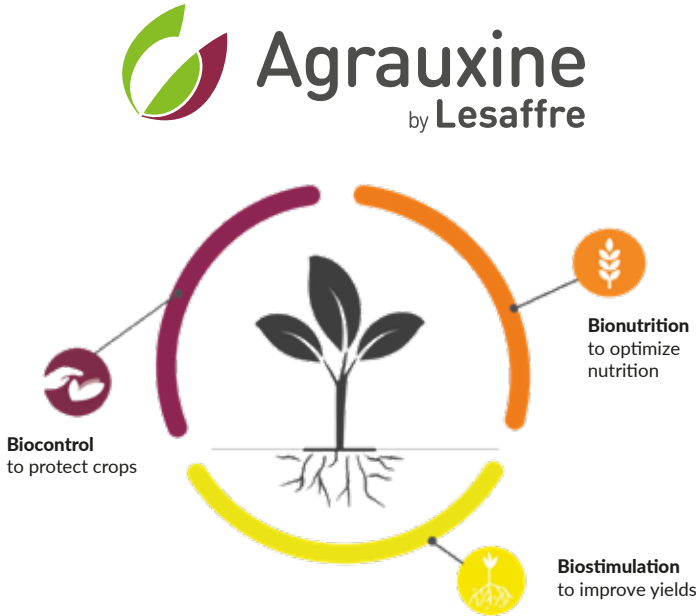 Agrauxine
by Lesaffre
Bionutrition
to optimize
nutrition
Biocontrol
to protect crops
Biostimulation
to improve yields